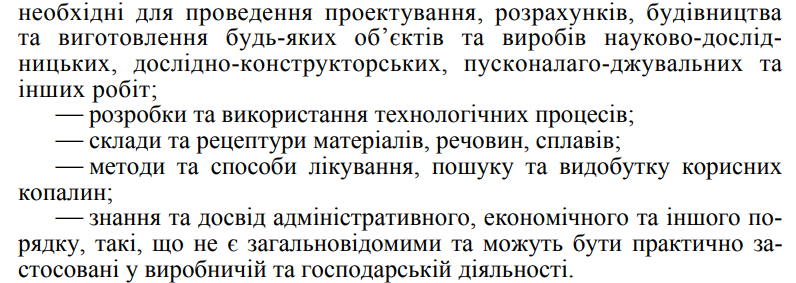 необхідні для проведення проектування, розрахунків, будівництва
та виготовлення будь-яких об’єктів та виробів науково-дослід-
ницьких, дослідно-конструкторських, пусконалаго-джувальних та
інших робіт;
— розробки та використання технологічних процесів;
— склади та рецептури матеріалів, речовин, сплавів;
— методи та способи лікування, пошуку та видобутку корисних
копалин;
— знання та досвід адміністративного, економічного та іншого по-
рядку, такі, що не є загальновідомими та можуть бути практично за-
стосовані у виробничій та господарській діяльності.